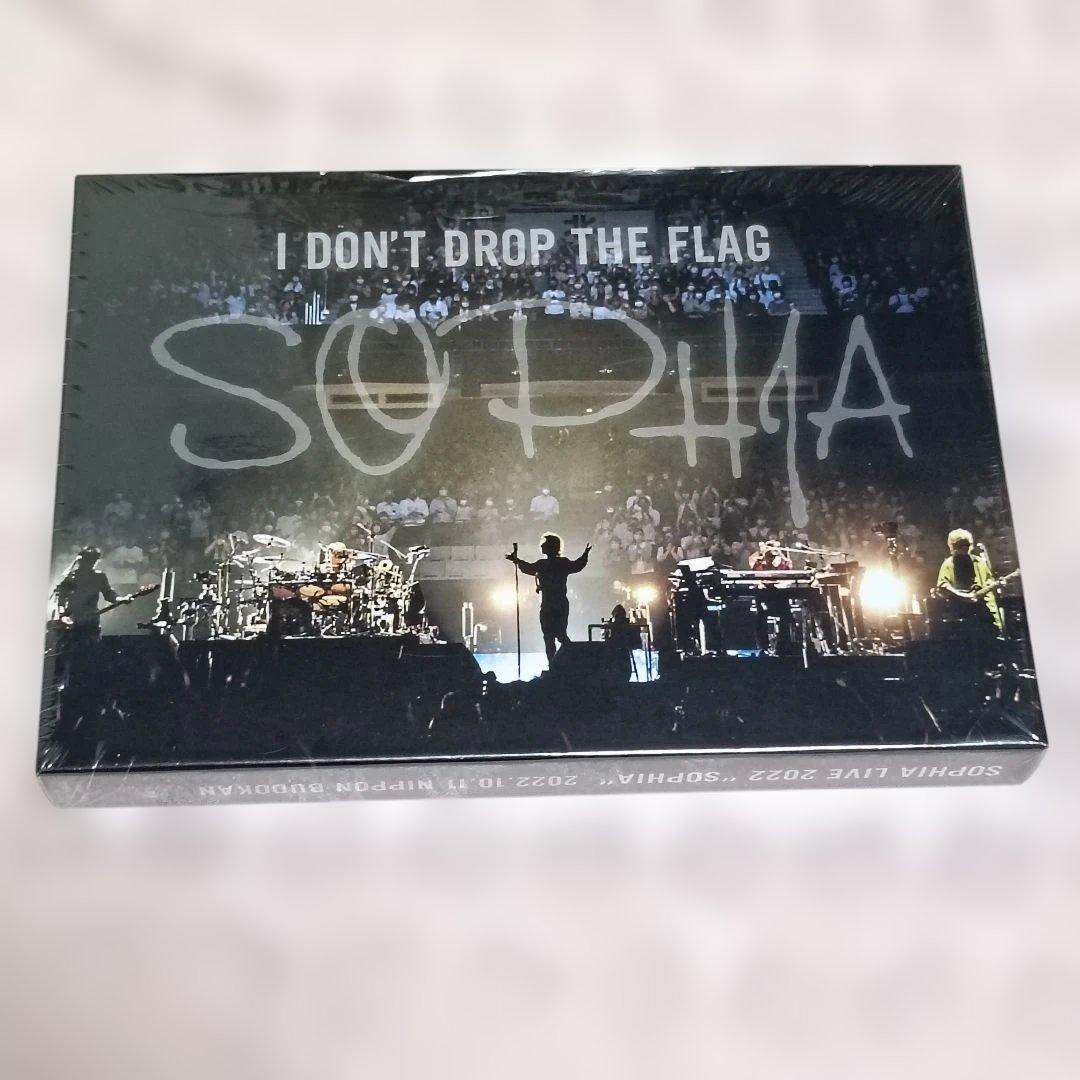 I DON'T DROP THE FLAG
SOPHIA
SOPHIA LIVE 2022 "SOPHIA" 2022.10.11 NIPPON BUDOKAN